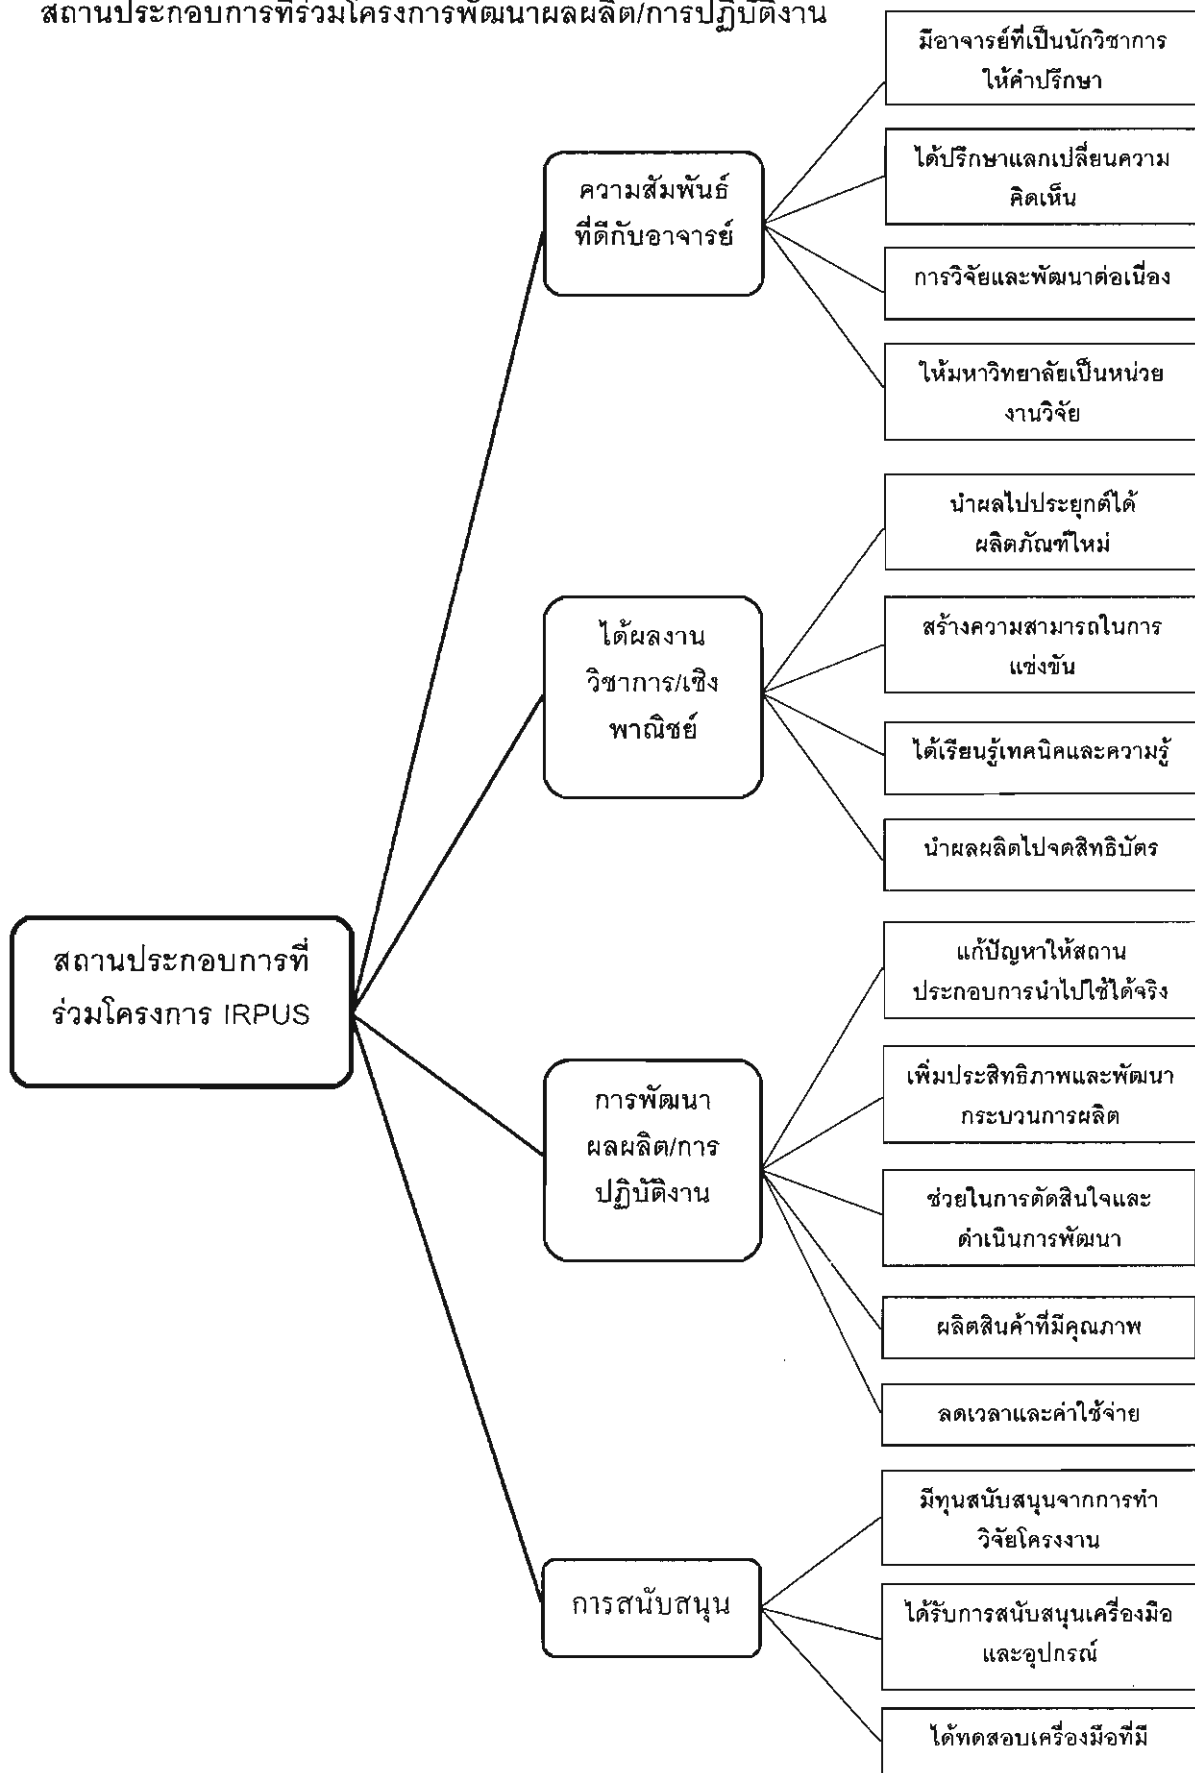 สถานประกอบการที่ร่วมโครงการพัฒนาผลผลิต/การปฏิบัติงาน
มีอาจารย์ที่เป็นนักวิชาการ
ให้คำปรึกษา
ความสัมพันธ์
ที่ดีกับอาจารย์
ได้ปรึกษาแลกเปลี่ยนความ
คิดเห็น
การวิจัยและพัฒนาต่อเนื่อง
ให้มหาวิทยาลัยเป็นหน่วย
งานวิจัย
นำผลไปประยุกต์ได้
ผลิตภัณฑ์ใหม่
ได้ผลงาน
วิชาการ/เชิง
พาณิชย์
สร้างความสามารถในการ
แข่งขัน
ได้เรียนรู้เทคนิคและความรู้
นำผลผลิตไปจดสิทธิบัตร
สถานประกอบการที่
ร่วมโครงการ IRPUS
แก้ปัญหาให้สถาน
ประกอบการนำไปใช้ได้จริง
การพัฒนา
ผลผลิต/การ
ปฏิบัติงาน
เพิ่มประสิทธิภาพและพัฒนา
กระบวนการผลิต
ช่วยในการตัดสินใจและ
ดำเนินการพัฒนา
ผลิตสินค้าที่มีคุณภาพ
ลดเวลาและค่าใช้จ่าย
มีทุนสนับสนุนจากการทำ
วิจัยโครงงาน
การสนับสนุน
ได้รับการสนับสนุนเครื่องมือ
และอุปกรณ์
ได้ทดสอบเครื่องมือที่มี